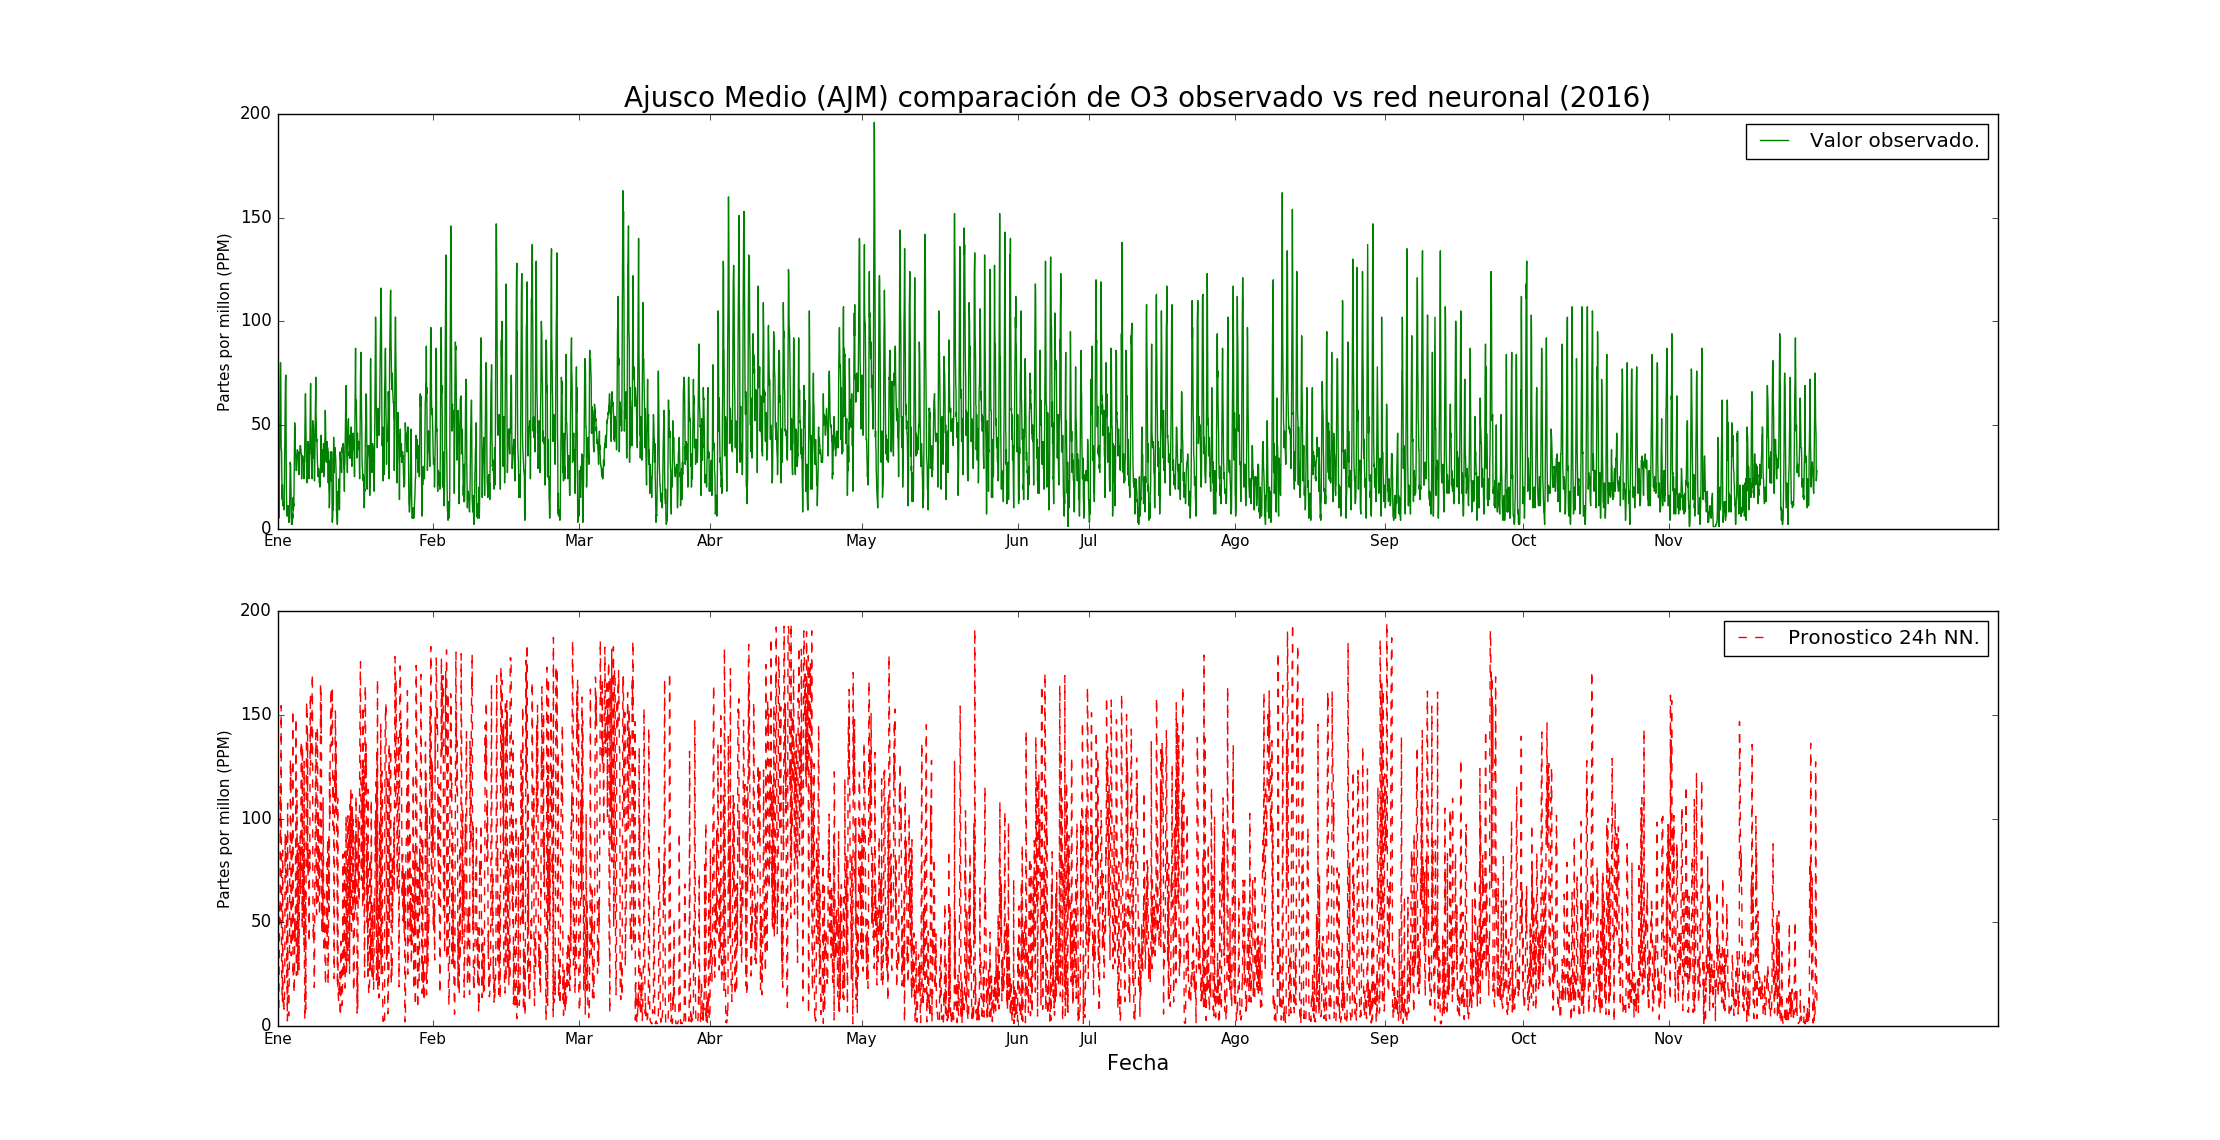 Ajusco Medio (AJM) comparación de O3 observado vs red neuronal (2016)
200
150
100
50
0
Partes por millon (PPM)
Valor observado.
Ene Feb Mar Abr May Jun Jul Ago Sep Oct Nov
200
150
100
50
0
Partes por millon (PPM)
Pronostico 24h NN.
Ene Feb Mar Abr May Jun Jul Ago Sep Oct Nov
Fecha